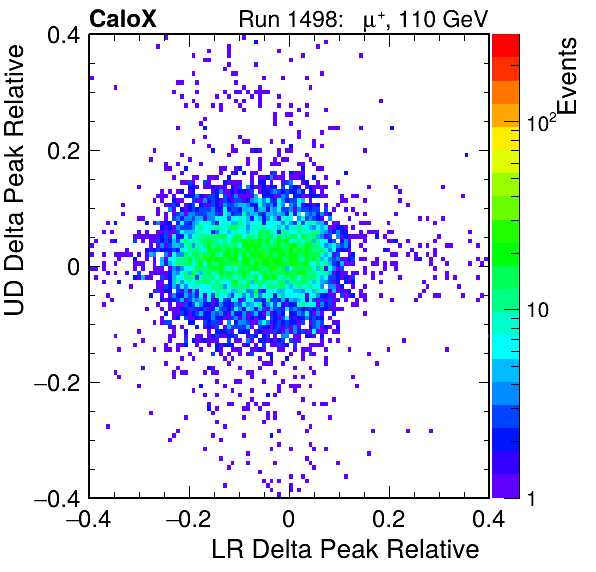 CaloX Run 1498: μ⁺, 110 GeV
UD Delta Peak Relative
0.4
0.2
0
−0.2
−0.4
−0.4 −0.2 0 0.2 0.4
LR Delta Peak Relative
Events
10²
10
1